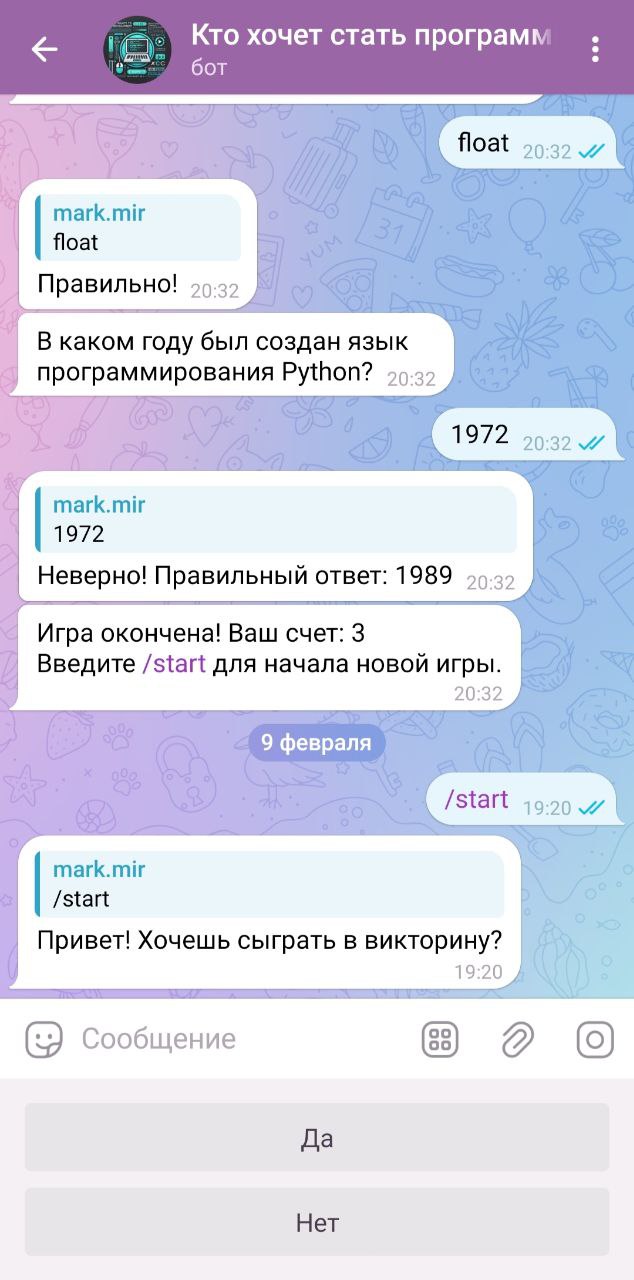 Кто хочет стать программ
бот
float 20:32
mark.mir
float
Правильно! 20:32
В каком году был создан язык
программирования Python? 20:32
1972 20:32
mark.mir
1972
Неверно! Правильный ответ: 1989 20:32
Игра окончена! Ваш счет: 3
Введите /start для начала новой игры.
20:32
9 февраля
/start 19:20
mark.mir
/start
Привет! Хочешь сыграть в викторину?
19:20
Сообщение
Да
Нет